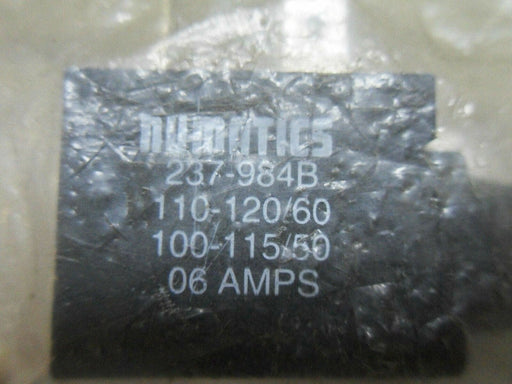 NUMATICS
237-984B
110-120/60
100-115/50
06 AMPS